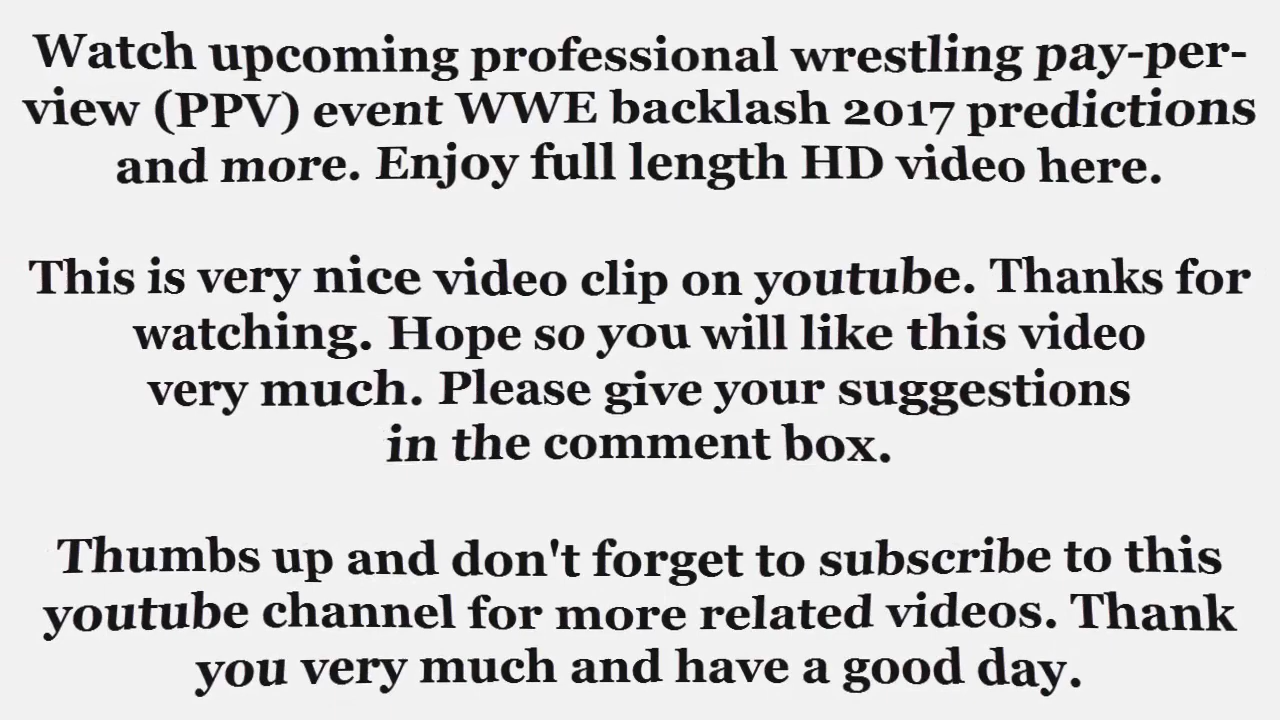 Watch upcoming professional wrestling pay-per-
view (PPV) event WWE backlash 2017 predictions
and more. Enjoy full length HD video here.
This is very nice video clip on youtube. Thanks for
watching. Hope so you will like this video
very much. Please give your suggestions
in the comment box.
Thumbs up and don't forget to subscribe to this
youtube channel for more related videos. Thank
you very much and have a good day.